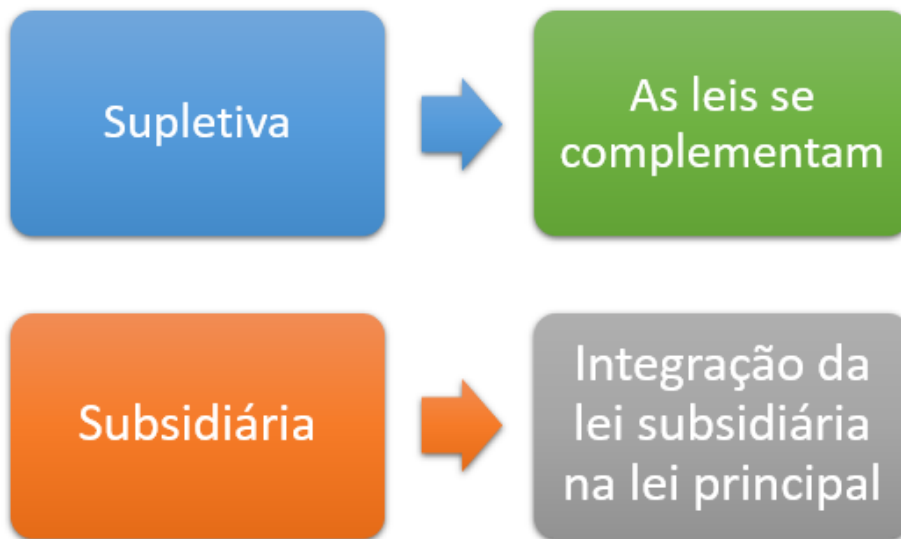 Supletiva
As leis se
complementam
Subsidiária
Integração da
lei subsidiária
na lei principal